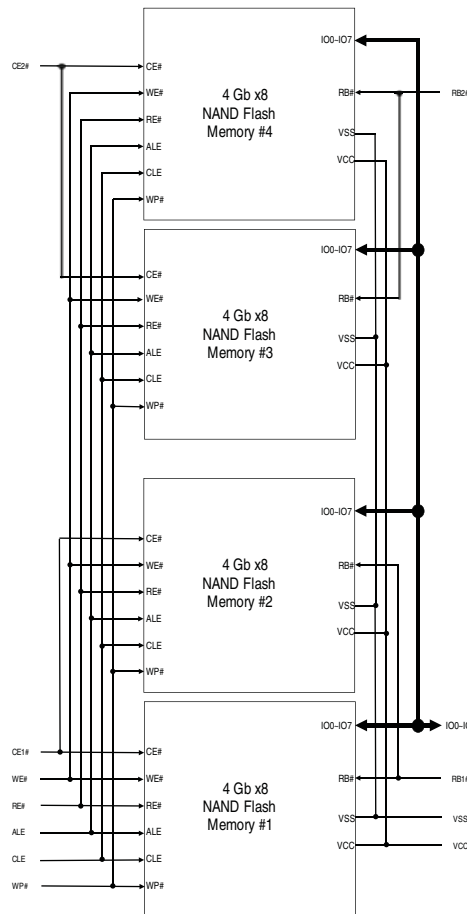 IO0-IO7
CE2# CE# 4 Gb x8
WE# NAND Flash RB# RB2#
RE# Memory #4
ALE VSS
CLE VCC
WP#
IO0-IO7
CE# 4 Gb x8
WE# NAND Flash RB#
RE# Memory #3
ALE VSS
CLE VCC
WP#
IO0-IO7
CE# 4 Gb x8
WE# NAND Flash RB#
RE# Memory #2
ALE VSS
CLE VCC
WP#
IO0-IO7 IO0-IO
CE1# CE#
WE# WE# 4 Gb x8 RB# RB1#
RE# RE# NAND Flash
ALE ALE Memory #1 VSS VSS
CLE CLE VCC VCC
WP# WP#